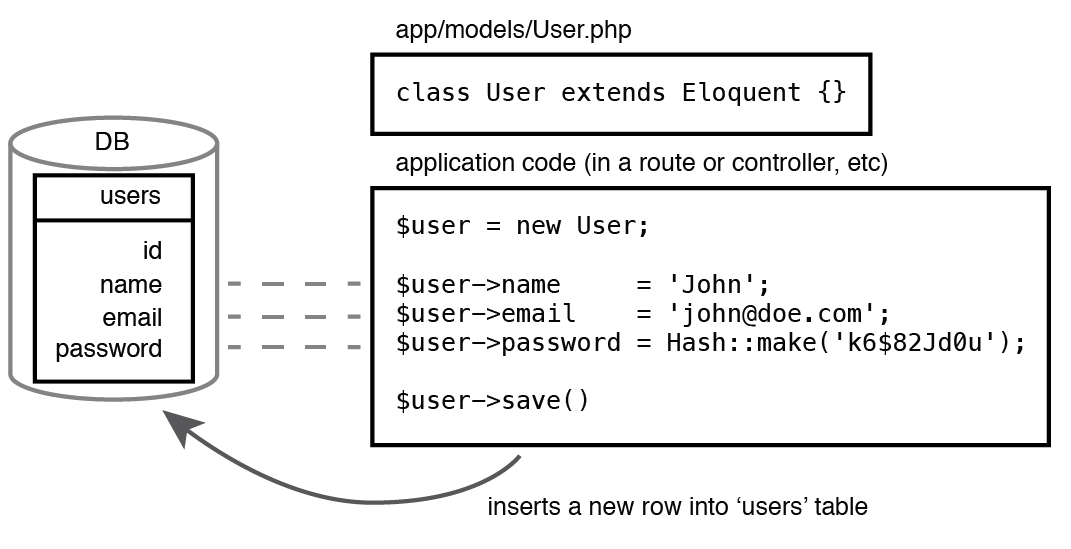 app/models/User.php
class User extends Eloquent {}
DB
users
id
name
email
password
application code (in a route or controller, etc)
$user = new User;
$user->name     = 'John';
$user->email    = 'john@doe.com';
$user->password = Hash::make('k6$82Jd0u');
$user->save()
inserts a new row into ‘users’ table